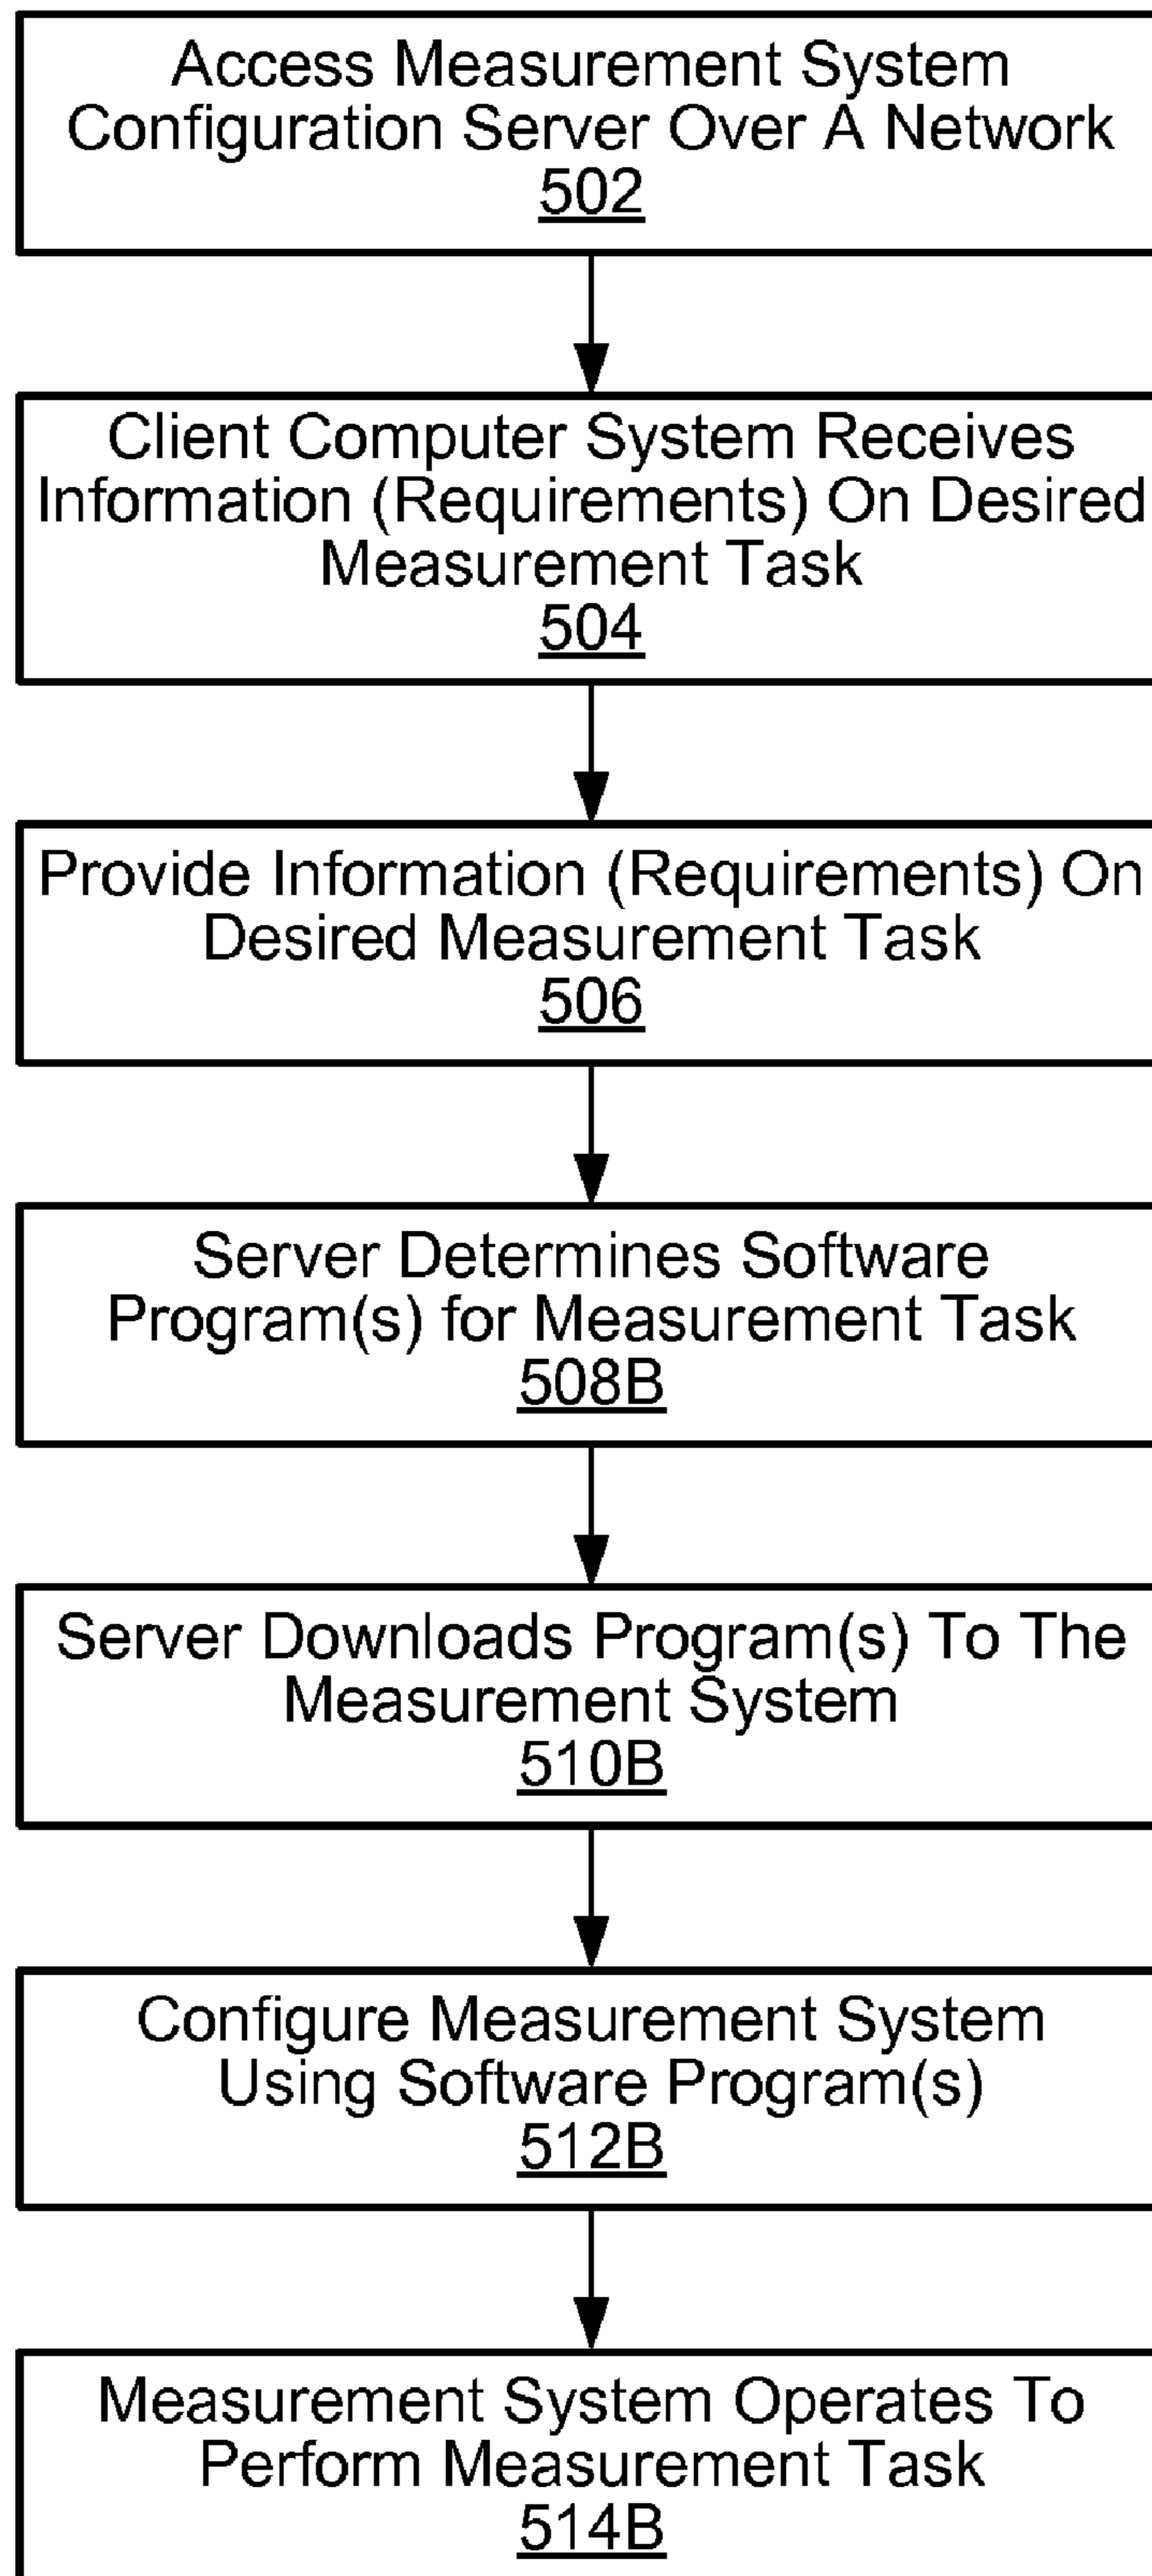 Access Measurement System
Configuration Server Over A Network
502
Client Computer System Receives
Information (Requirements) On Desired
Measurement Task
504
Provide Information (Requirements) On
Desired Measurement Task
506
Server Determines Software
Program(s) for Measurement Task
508B
Server Downloads Program(s) To The
Measurement System
510B
Configure Measurement System
Using Software Program(s)
512B
Measurement System Operates To
Perform Measurement Task
514B